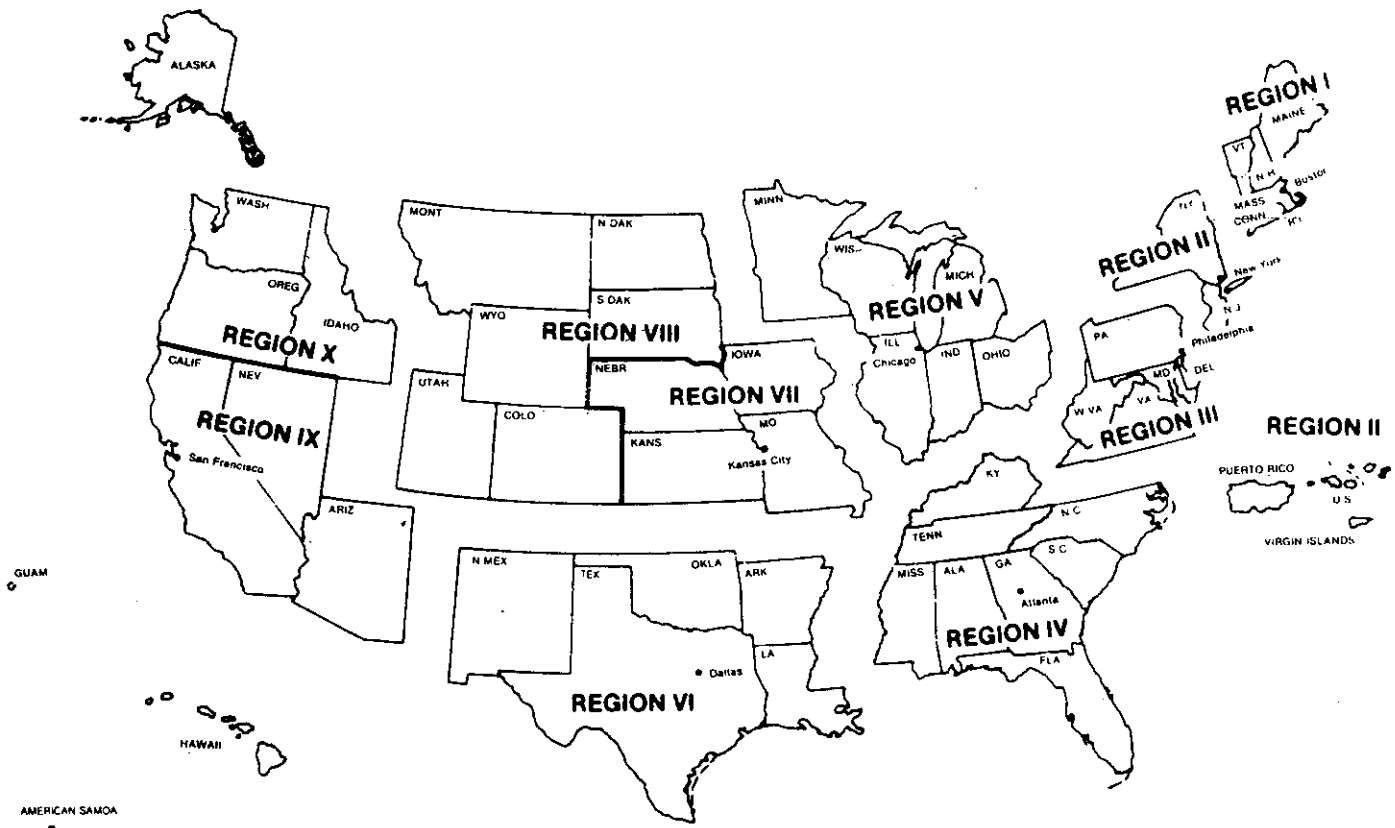 ALASKA
REGION I
MAINE
VT
N H
Boston
MASS
CONN
R I
WASH
MONT
N DAK
MINN
WIS
N Y
REGION II
New York
OREG
S DAK
MICH
IDAHO
WYO
REGION VIII
REGION V
N J
REGION X
PA
Philadelphia
CALIF
NEV
UTAH
NEBR
IOWA
ILL
Chicago
IND
OHIO
MD
DEL
REGION IX
COLO
REGION VII
W VA
VA
REGION III
REGION II
San Francisco
KANS
MO
Kansas City
KY
PUERTO RICO
U S
VIRGIN ISLANDS
ARIZ
N C
TENN
S C
GUAM
N MEX
TEX
OKLA
ARK
MISS
ALA
GA
Atlanta
REGION IV
LA
FLA
Dallas
REGION VI
HAWAII
AMERICAN SAMOA